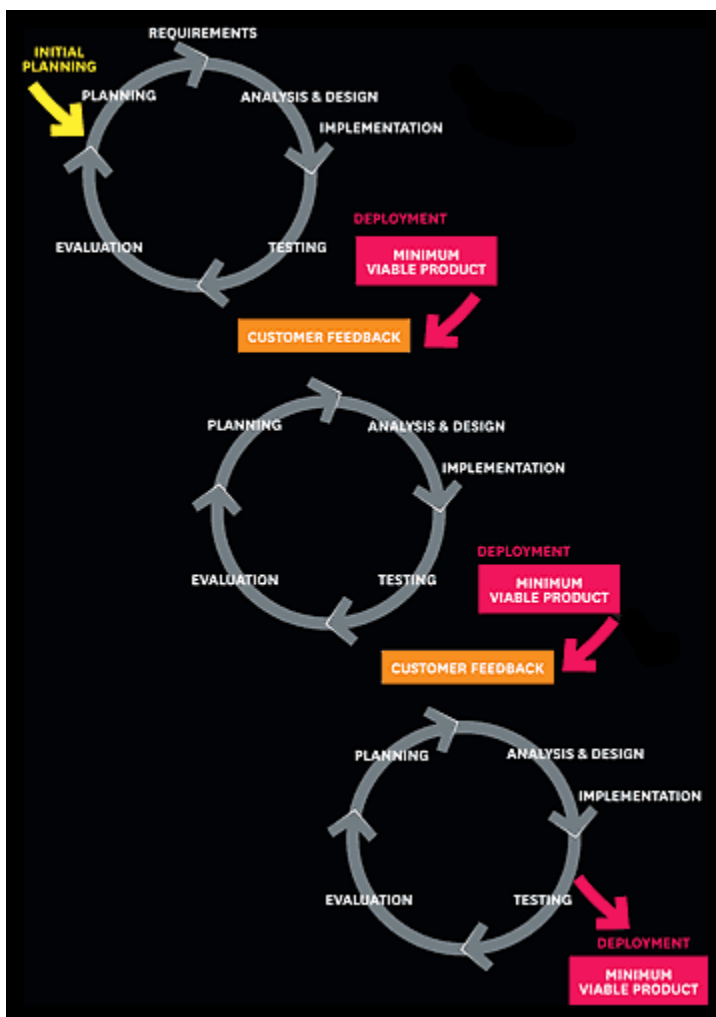 REQUIREMENTS
INITIAL
PLANNING
PLANNING
ANALYSIS & DESIGN
IMPLEMENTATION
EVALUATION
TESTING
DEPLOYMENT
MINIMUM
VIABLE PRODUCT
CUSTOMER FEEDBACK
PLANNING
ANALYSIS & DESIGN
IMPLEMENTATION
EVALUATION
TESTING
DEPLOYMENT
MINIMUM
VIABLE PRODUCT
CUSTOMER FEEDBACK
PLANNING
ANALYSIS & DESIGN
IMPLEMENTATION
EVALUATION
TESTING
DEPLOYMENT
MINIMUM
VIABLE PRODUCT